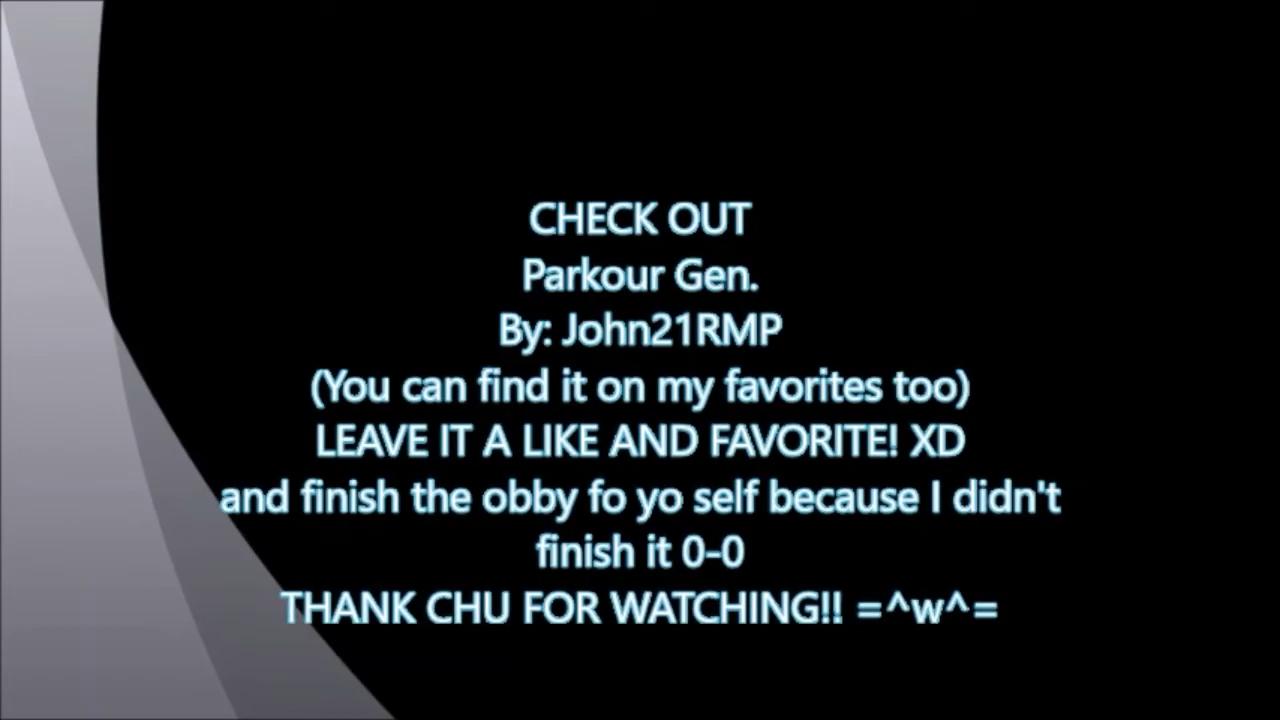 CHECK OUT
Parkour Gen.
By: John21RMP
(You can find it on my favorites too)
LEAVE IT A LIKE AND FAVORITE! XD
and finish the obby fo yo self because I didn't
finish it 0-0
THANK CHU FOR WATCHING!! =^w^=